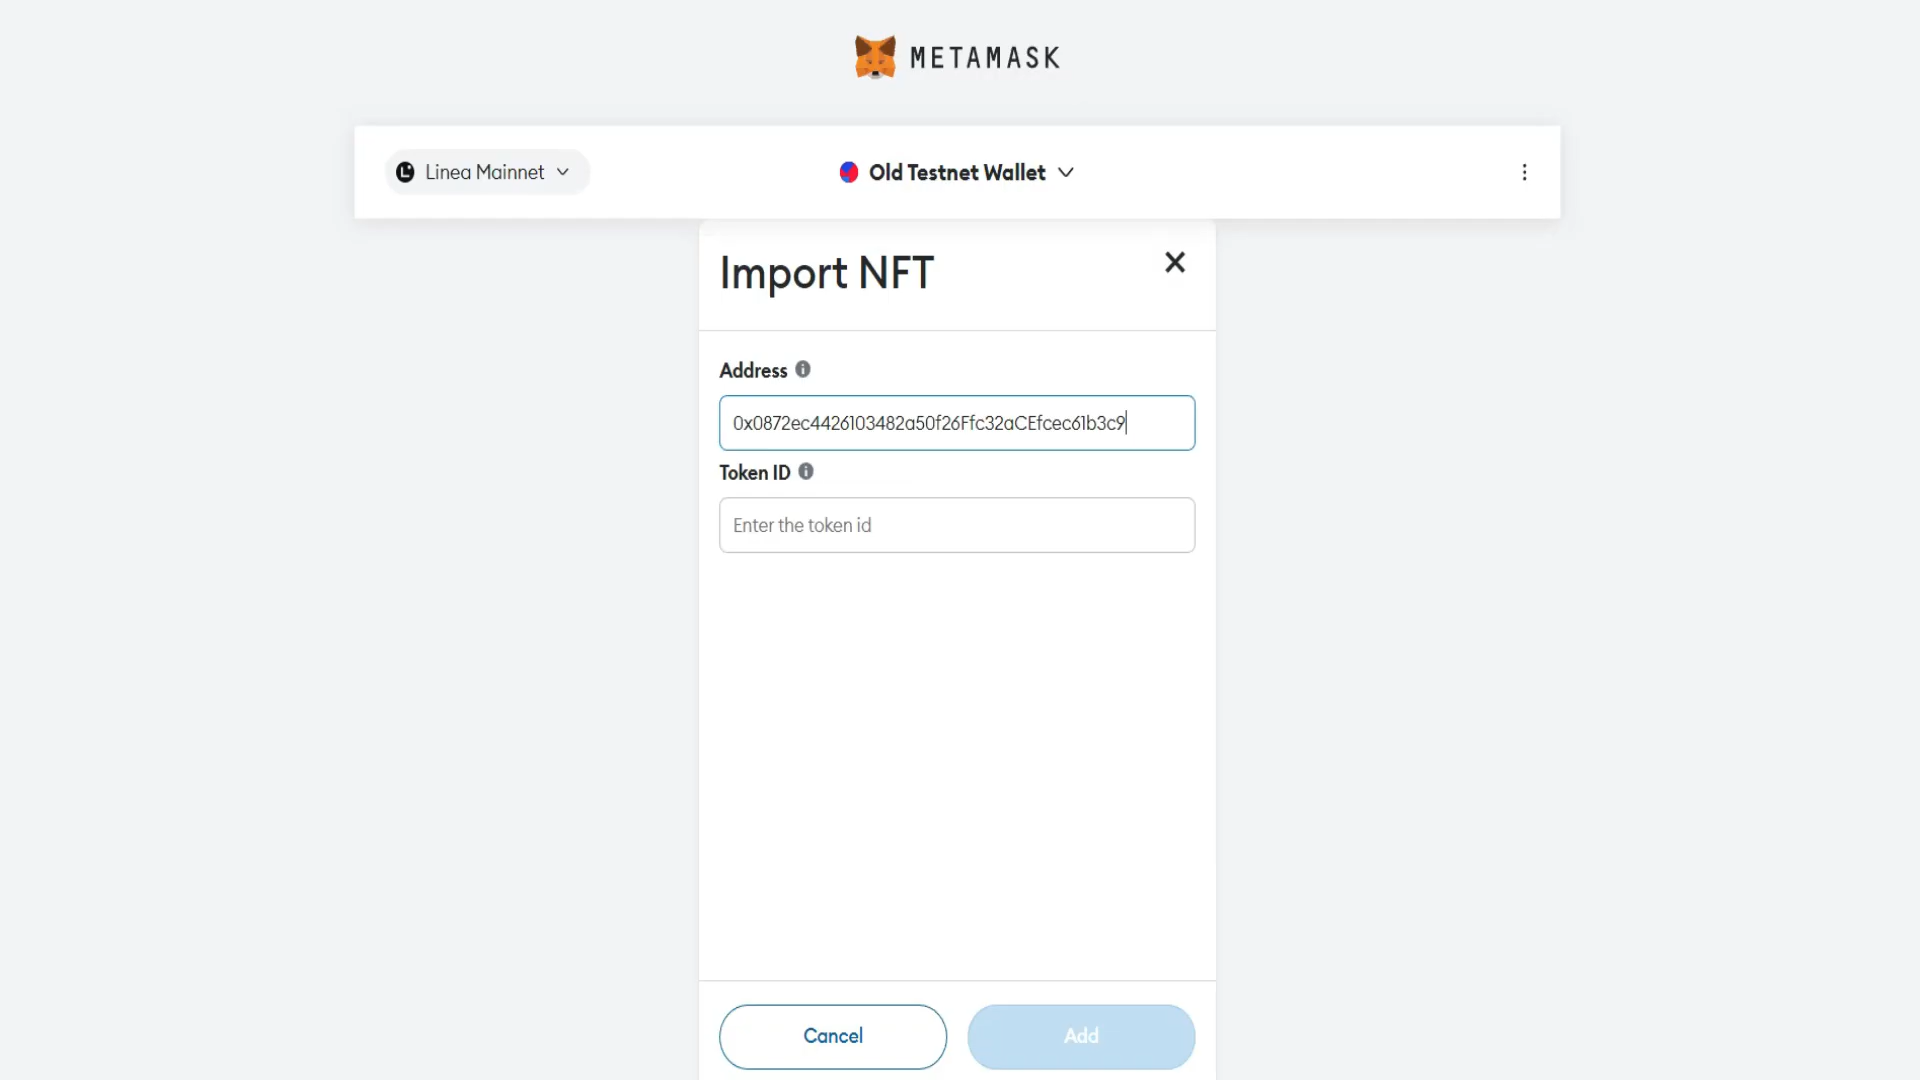 METAMASK
Linea Mainnet
Old Testnet Wallet
Import NFT
Address
0x0872ec4426103482a50f26Ffc32aCEfcec61b3c9
Token ID
Enter the token id
Cancel
Add